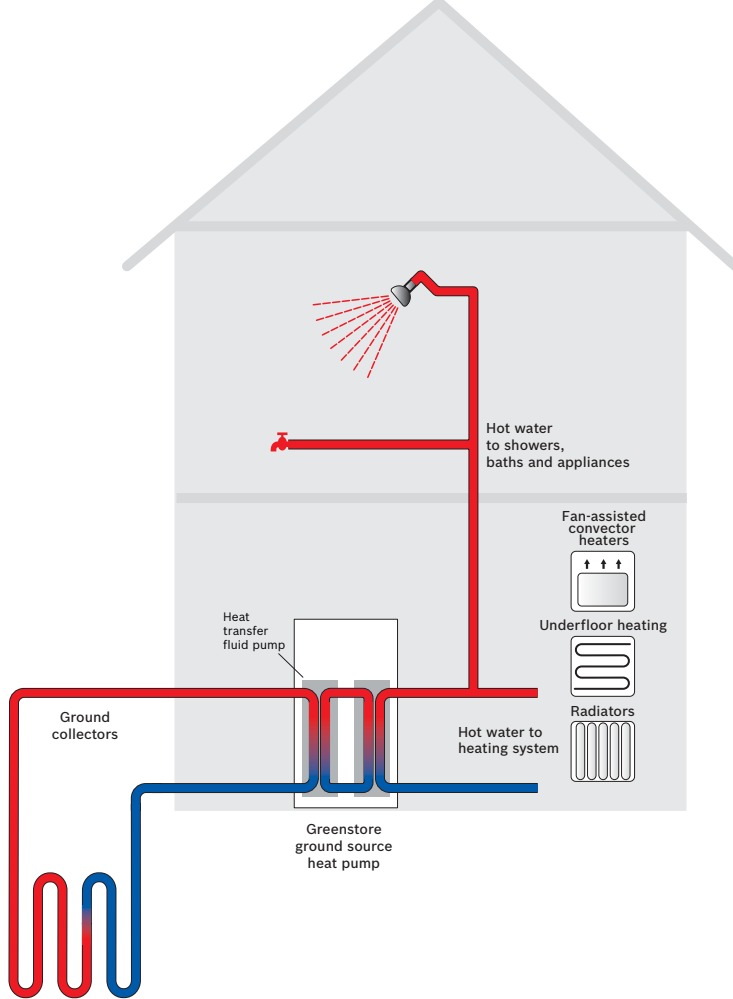 Hot water
to showers,
baths and appliances
Fan-assisted
convector
heaters
Heat
transfer
fluid pump
Underfloor heating
Ground
collectors
Radiators
Hot water to
heating system
Greenstore
ground source
heat pump